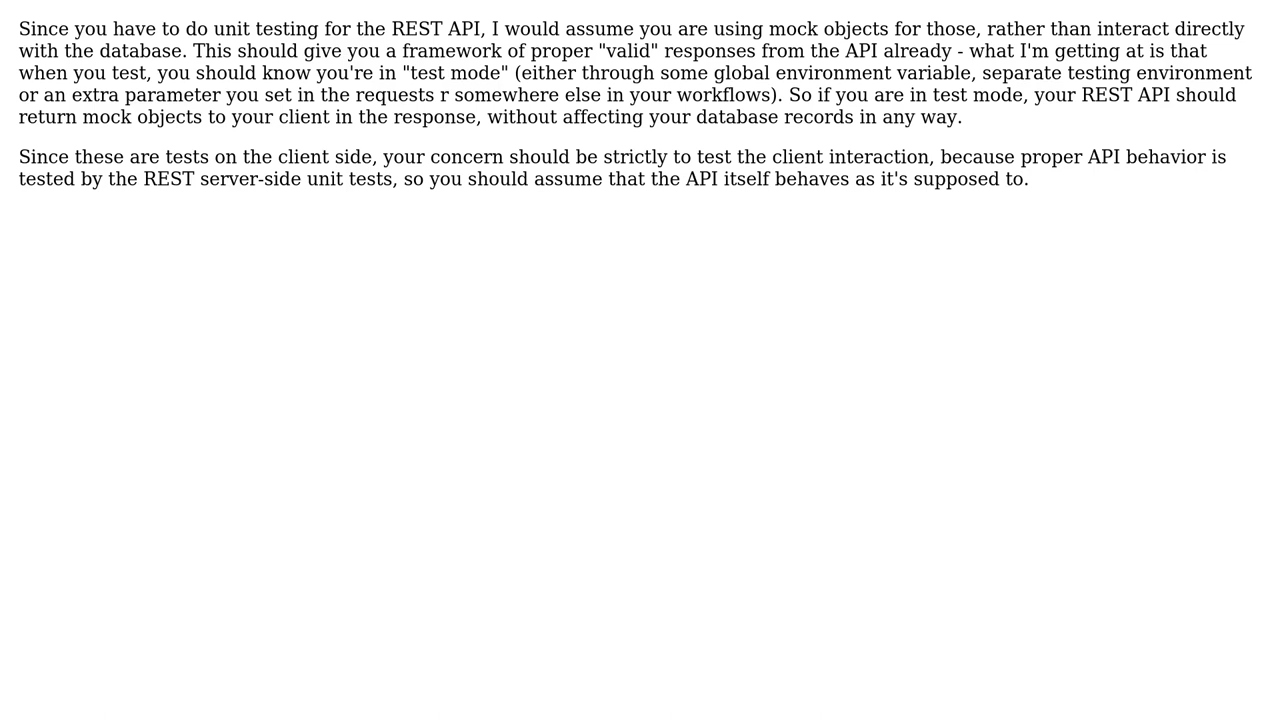 Since you have to do unit testing for the REST API, I would assume you are using mock objects for those, rather than interact directly
with the database. This should give you a framework of proper "valid" responses from the API already - what I'm getting at is that
when you test, you should know you're in "test mode" (either through some global environment variable, separate testing environment
or an extra parameter you set in the requests r somewhere else in your workflows). So if you are in test mode, your REST API should
return mock objects to your client in the response, without affecting your database records in any way.
Since these are tests on the client side, your concern should be strictly to test the client interaction, because proper API behavior is
tested by the REST server-side unit tests, so you should assume that the API itself behaves as it's supposed to.